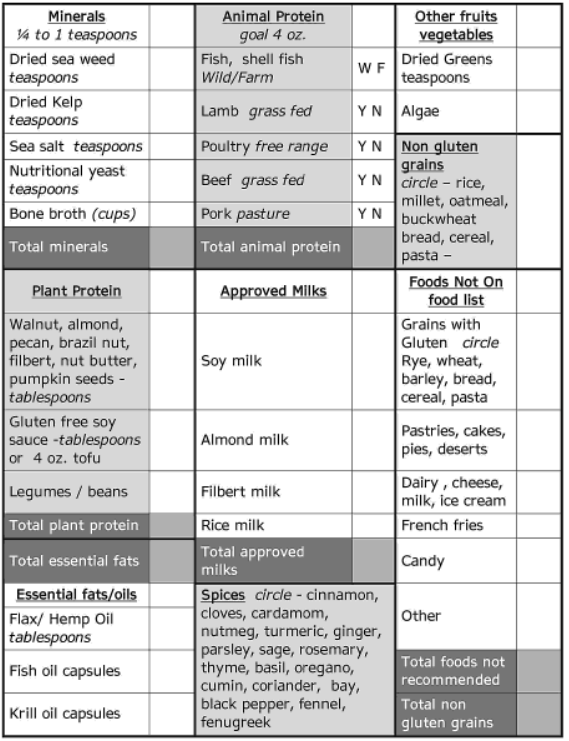 Minerals
¼ to 1 teaspoons
Dried sea weed
teaspoons
Dried Kelp
teaspoons
Sea salt teaspoons
Nutritional yeast
teaspoons
Bone broth (cups)
Total minerals
Animal Protein
goal 4 oz.
Fish, shell fish
Wild/Farm
W F
Lamb grass fed
Y N
Poultry free range
Y N
Beef grass fed
Y N
Pork pasture
Y N
Total animal protein
Other fruits
vegetables
Dried Greens
teaspoons
Algae
Non gluten
grains
circle – rice,
millet, oatmeal,
buckwheat
bread, cereal,
pasta –
Plant Protein
Walnut, almond,
pecan, brazil nut,
filbert, nut butter,
pumpkin seeds -
tablespoons
Gluten free soy
sauce -tablespoons
or 4 oz. tofu
Legumes / beans
Total plant protein
Total essential fats
Essential fats/oils
Flax/ Hemp Oil
tablespoons
Fish oil capsules
Krill oil capsules
Approved Milks
Soy milk
Almond milk
Filbert milk
Rice milk
Total approved
milks
Spices circle - cinnamon,
cloves, cardamom,
nutmeg, turmeric, ginger,
parsley, sage, rosemary,
thyme, basil, oregano,
cumin, coriander, bay,
black pepper, fennel,
fenugreek
Foods Not On
food list
Grains with
Gluten circle
Rye, wheat,
barley, bread,
cereal, pasta
Pastries, cakes,
pies, deserts
Dairy , cheese,
milk, ice cream
French fries
Candy
Other
Total foods not
recommended
Total non
gluten grains